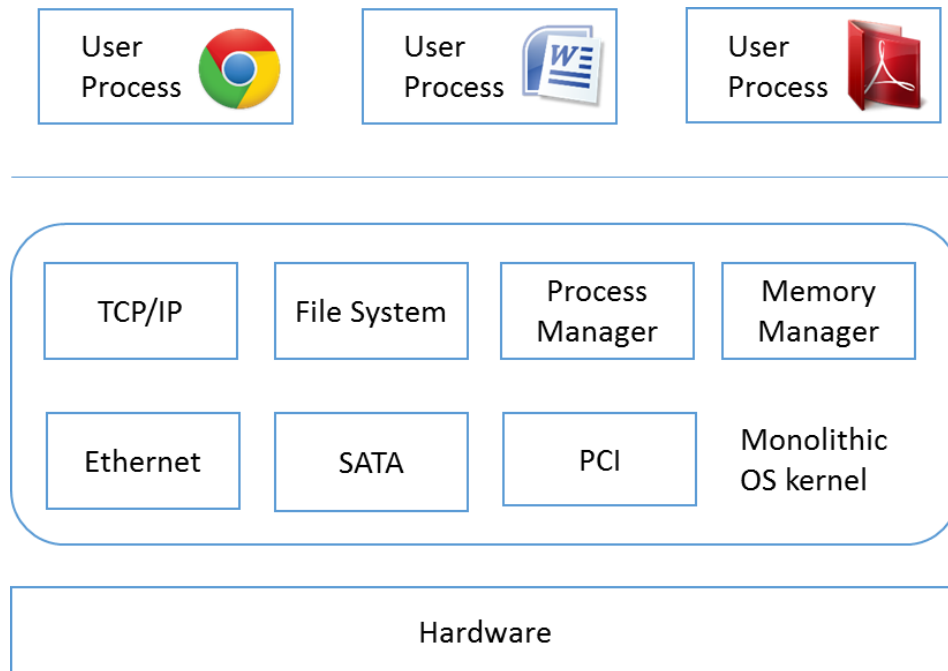 User
Process
W
User
Process
User
Process
TCP/IP
File System
Process
Manager
Memory
Manager
Ethernet
SATA
PCI
Monolithic
OS kernel
Hardware